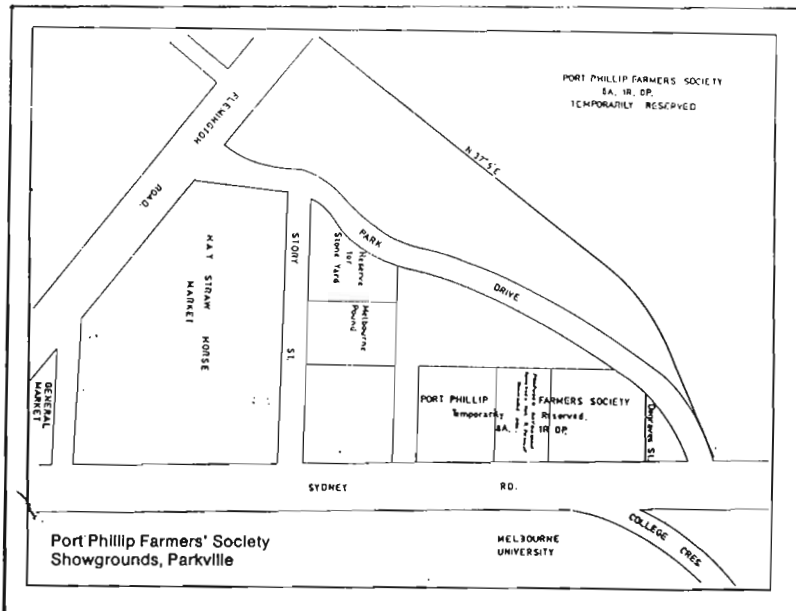 PORT PHILLIP FARMERS SOCIETY
8A. 1R. 0P.
TEMPORARILY RESERVED
FLEMINGTON
ROAD.
N 37° 5' E
PARK
DRIVE
HAY STRAW HORSE
MARKET
STORY
St.
Reserve
for
Stone Yard
Melbourne
Pound
GENERAL
MARKET
PORT PHILLIP FARMERS SOCIETY
Temporarily Reserved.
8A. 1R 0P.
Degraves St.
SYDNEY RD.
COLLEGE CRES
MELBOURNE
UNIVERSITY
Port Phillip Farmers' Society
Showgrounds, Parkville